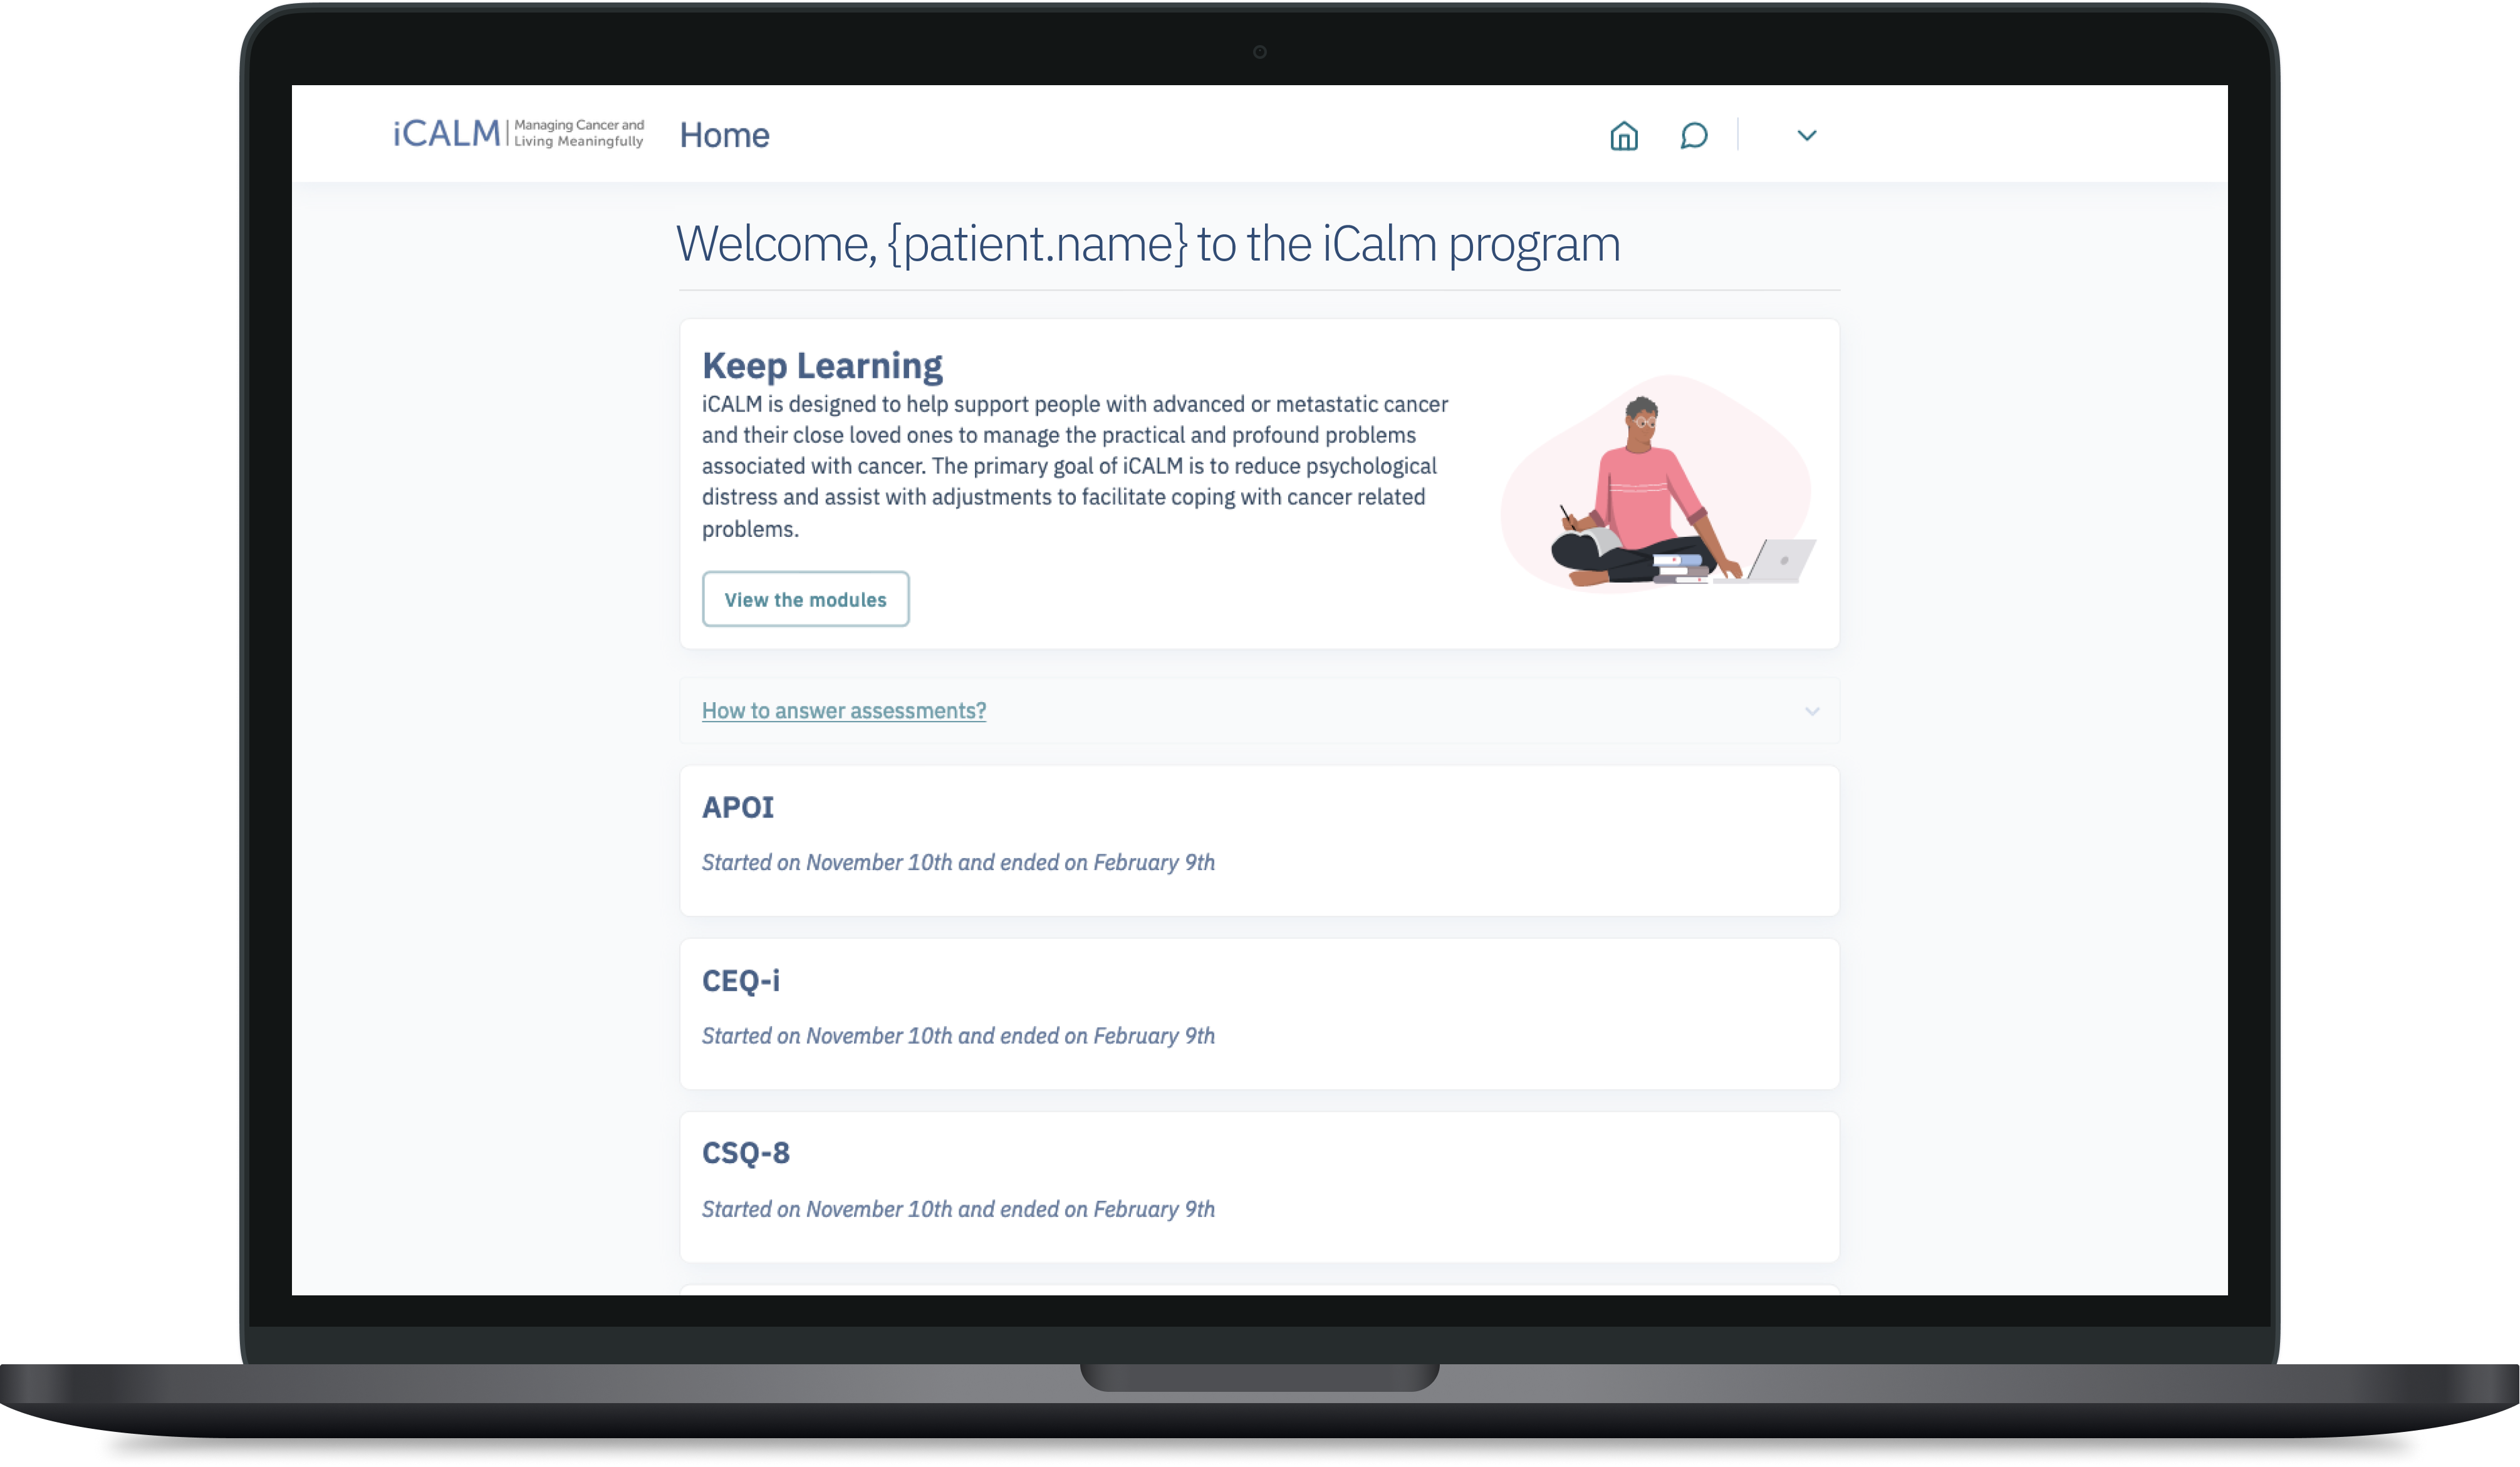 iCALM
Managing Cancer and
Living Meaningfully
Home
Welcome, {patient.name} to the iCalm program
Keep Learning
iCALM is designed to help support people with advanced or metastatic cancer
and their close loved ones to manage the practical and profound problems
associated with cancer. The primary goal of iCALM is to reduce psychological
distress and assist with adjustments to facilitate coping with cancer related
problems.
View the modules
How to answer assessments?
APOI
Started on November 10th and ended on February 9th
CEQ-i
Started on November 10th and ended on February 9th
CSQ-8
Started on November 10th and ended on February 9th